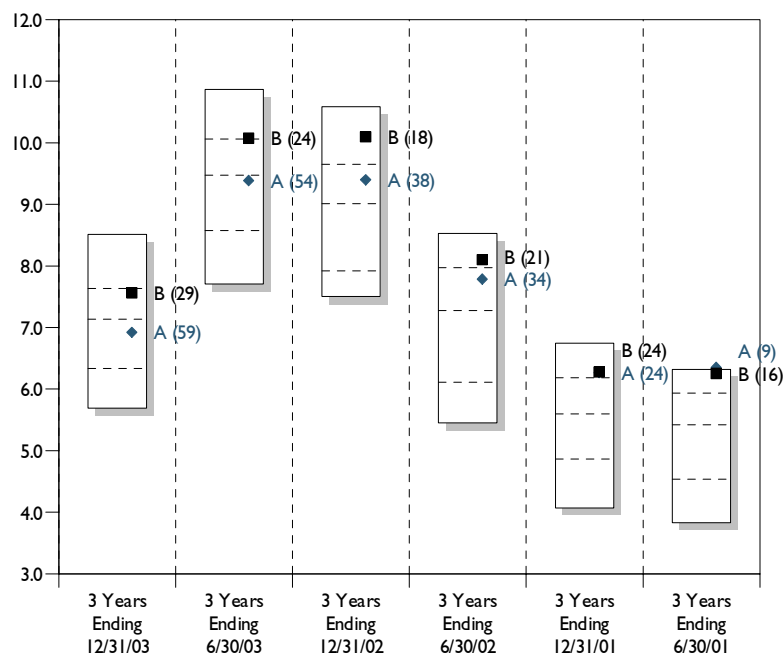 12.0
11.0
10.0
9.0
8.0
7.0
6.0
5.0
4.0
3.0
B (29)
A (59)
B (24)
A (54)
B (18)
A (38)
B (21)
A (34)
B (24)
A (24)
A (9)
B (16)
3 Years
Ending
12/31/03
3 Years
Ending
6/30/03
3 Years
Ending
12/31/02
3 Years
Ending
6/30/02
3 Years
Ending
12/31/01
3 Years
Ending
6/30/01